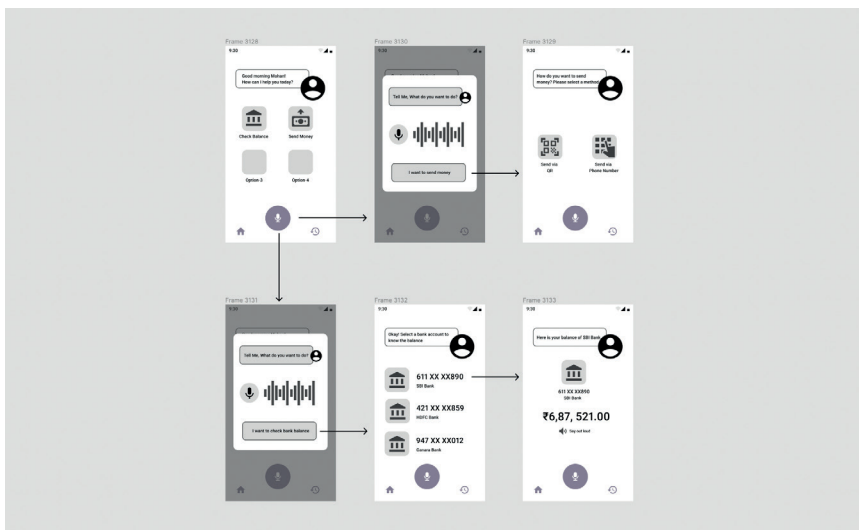 Frame 3128
9:30
Good morning Mohan!
How can I help you today?
Check Balance
Send Money
Option 3
Option 4
Frame 3130
9:30
Tell Me, What do you want to do?
I want to send money
Frame 3129
9:30
How do you want to send
money? Please select a method
Send via
QR
Send via
Phone Number
Frame 3131
9:30
Tell Me, What do you want to do?
I want to check bank balance
Frame 3132
9:30
Okay! Select a bank account to
know the balance
611 XX XX890
SBI Bank
421 XX XX859
HDFC Bank
947 XX XX012
Canara Bank
Frame 3133
9:30
Here is your balance of SBI Bank
611 XX XX890
SBI Bank
₹6,87, 521.00
Say out loud